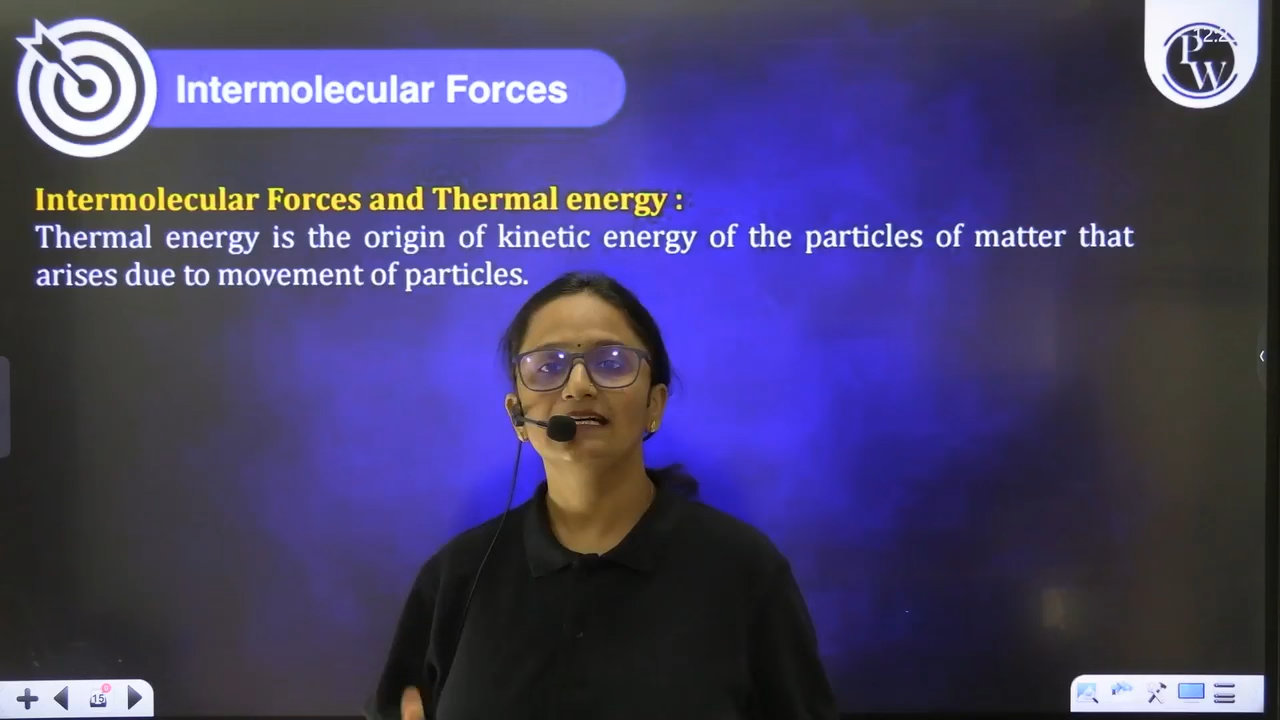 Intermolecular Forces
PW
Intermolecular Forces and Thermal energy :
Thermal energy is the origin of kinetic energy of the particles of matter that
arises due to movement of particles.
15